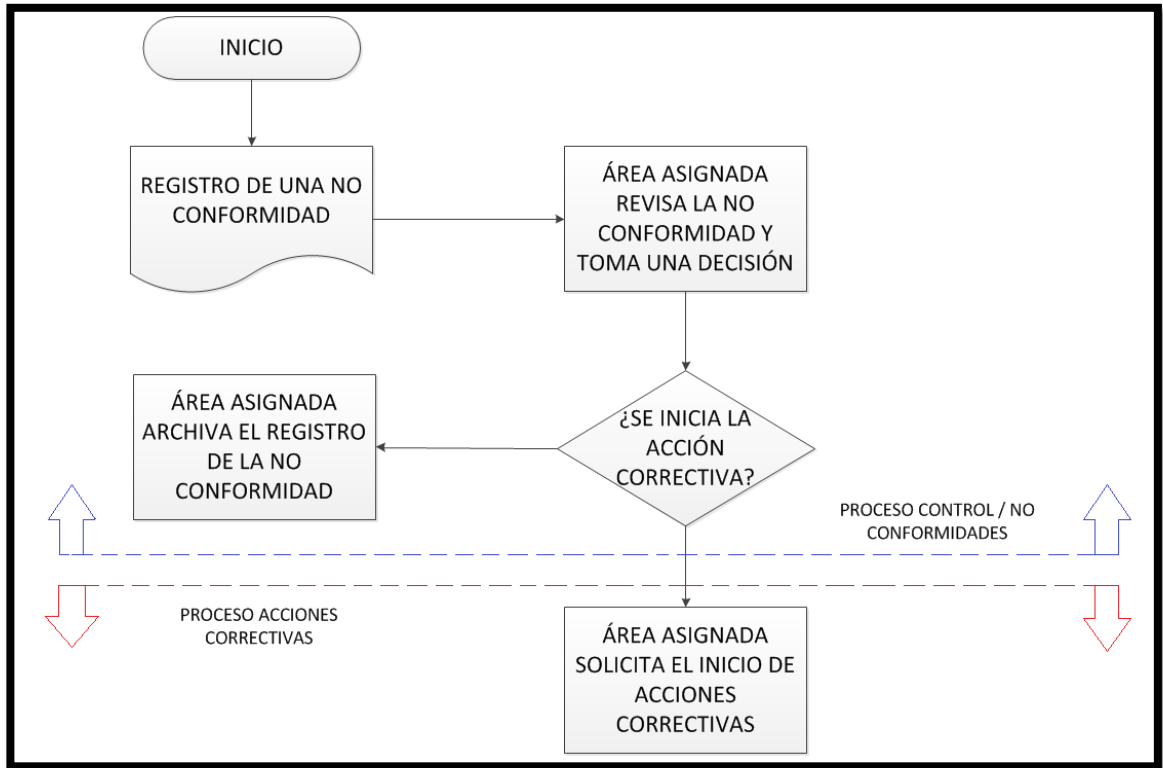 INICIO
REGISTRO DE UNA NO
CONFORMIDAD
ÁREA ASIGNADA
REVISA LA NO
CONFORMIDAD Y
TOMA UNA DECISIÓN
¿SE INICIA LA
ACCIÓN
CORRECTIVA?
ÁREA ASIGNADA
ARCHIVA EL REGISTRO
DE LA NO
CONFORMIDAD
PROCESO CONTROL / NO
CONFORMIDADES
PROCESO ACCIONES
CORRECTIVAS
ÁREA ASIGNADA
SOLICITA EL INICIO DE
ACCIONES
CORRECTIVAS